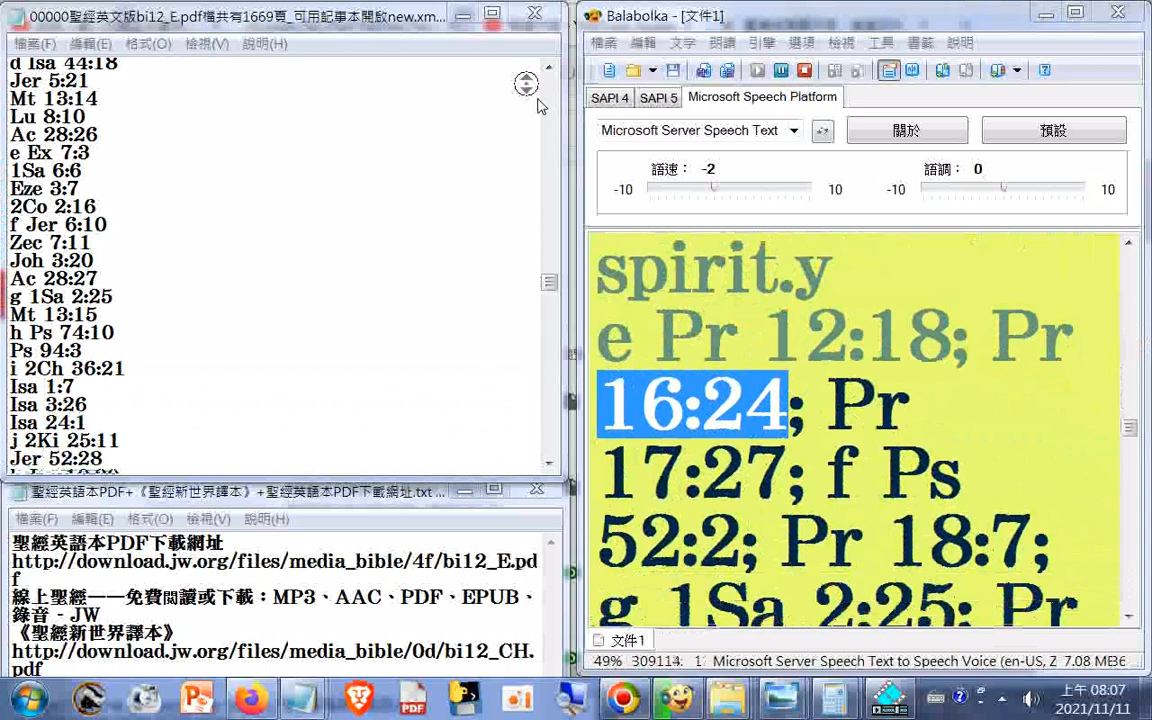 00000聖經英文版bi12_E.pdf檔共有1669頁_可用記事本開啟new.xm...
檔案(F) 編輯(E) 格式(O) 檢視(V) 說明(H)
d Isa 44:18
Jer 5:21
Mt 13:14
Lu 8:10
Ac 28:26
e Ex 7:3
1Sa 6:6
Eze 3:7
2Co 2:16
f Jer 6:10
Zec 7:11
Joh 3:20
Ac 28:27
g 1Sa 2:25
Mt 13:15
h Ps 74:10
Ps 94:3
i 2Ch 36:21
Isa 1:7
Isa 3:26
Isa 24:1
j 2Ki 25:11
Jer 52:28
聖經英語本PDF+《聖經新世界譯本》+聖經英語本PDF下載網址.txt ...
檔案(F) 編輯(E) 格式(O) 檢視(V) 說明(H)
聖經英語本PDF下載網址
http://download.jw.org/files/media_bible/4f/bi12_E.pd
f
線上聖經——免費閱讀或下載：MP3、AAC、PDF、EPUB、
錄音 - JW
《聖經新世界譯本》
http://download.jw.org/files/media_bible/0d/bi12_CH.
pdf
Balabolka - [文件1]
檔案 編輯 文字 朗讀 引擎 選項 檢視 工具 書籤 說明
SAPI 4 SAPI 5 Microsoft Speech Platform
Microsoft Server Speech Text 關於 預設
語速： -2 語調： 0
-10 10 -10 10
spirit.y
e Pr 12:18; Pr
16:24; Pr
17:27; f Ps
52:2; Pr 18:7;
g 1Sa 2:25; Pr
文件1
49% 309114: Microsoft Server Speech Text to Speech Voice (en-US, Z 7.08 MB
PDF
上午 08:07
2021/11/11